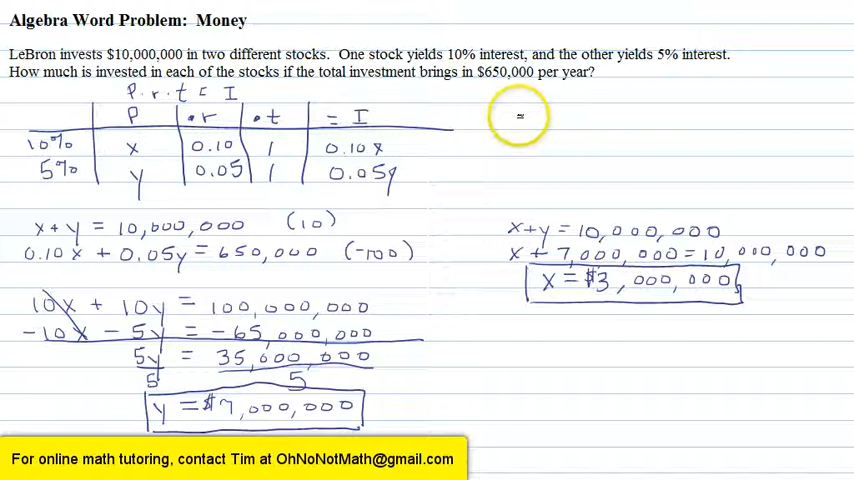 Algebra Word Problem: Money
LeBron invests $10,000,000 in two different stocks. One stock yields 10% interest, and the other yields 5% interest.
How much is invested in each of the stocks if the total investment brings in $650,000 per year?
P.r.t = I
P .r .t = I
10% x 0.10 1 0.10x
5% y 0.05 1 0.05y
x+y = 10,000,000 (10)
0.10x + 0.05y = 650,000 (-100)
10x + 10y = 100,000,000
-10x - 5y = -65,000,000
5y = 35,000,000
5 5
y = $7,000,000
x+y = 10,000,000
x + 7,000,000 = 10,000,000
x = $3,000,000
For online math tutoring, contact Tim at OhNoNotMath@gmail.com